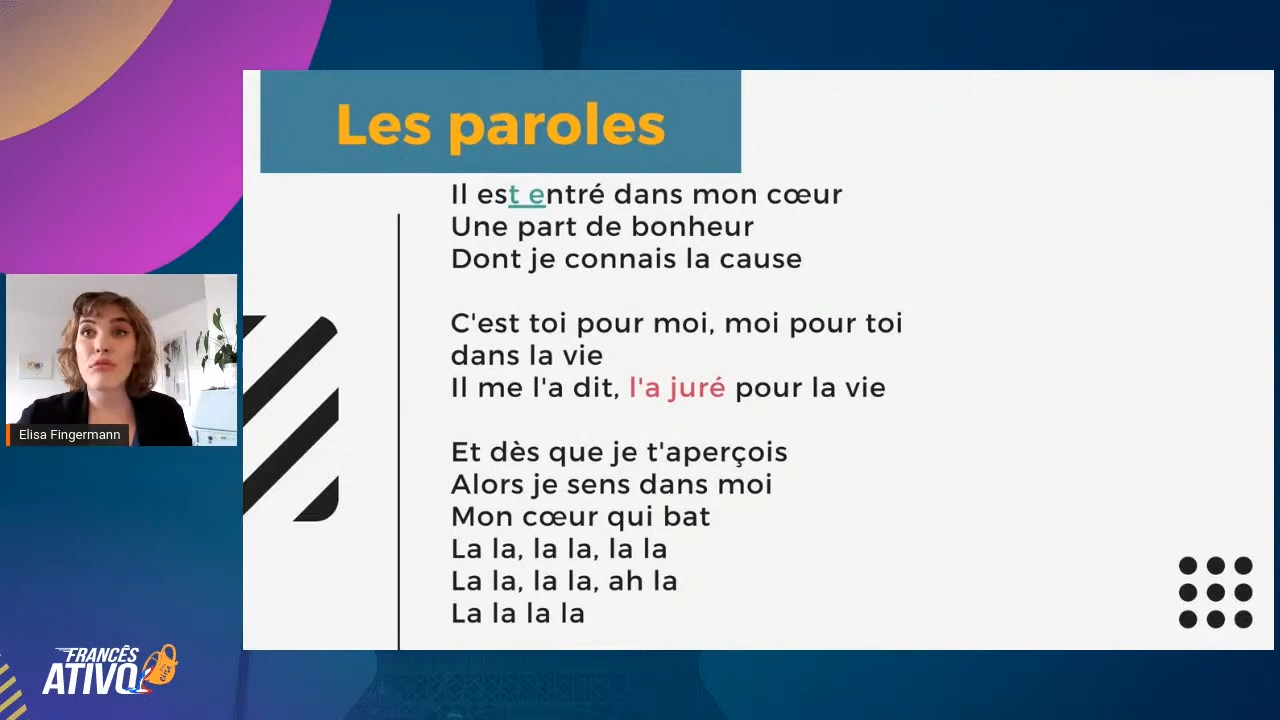 Les paroles
Il est entré dans mon cœur
Une part de bonheur
Dont je connais la cause
C'est toi pour moi, moi pour toi
dans la vie
Il me l'a dit, l'a juré pour la vie
Et dès que je t'aperçois
Alors je sens dans moi
Mon cœur qui bat
La la, la la, la la
La la, la la, ah la
La la la la
Elisa Fingermann
FRANCÊS
ATIVO